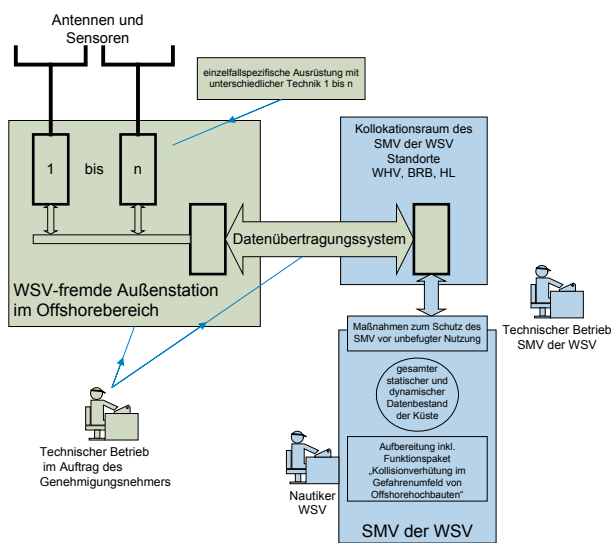 Antennen und
Sensoren
einzelfallspezifische Ausrüstung mit
unterschiedlicher Technik 1 bis n
1
bis
n
Kollokationsraum des
SMV der WSV
Standorte
WHV, BRB, HL
Datenübertragungssystem
WSV-fremde Außenstation
im Offshorebereich
Maßnahmen zum Schutz des
SMV vor unbefugter Nutzung
Technischer Betrieb
SMV der WSV
gesamter
statischer und
dynamischer
Datenbestand
der Küste
Technischer Betrieb
im Auftrag des
Genehmigungsnehmers
Aufbereitung inkl.
Funktionspaket
„Kollisionverhütung im
Gefahrenumfeld von
Offshorehochbauten“
Nautiker
WSV
SMV der WSV